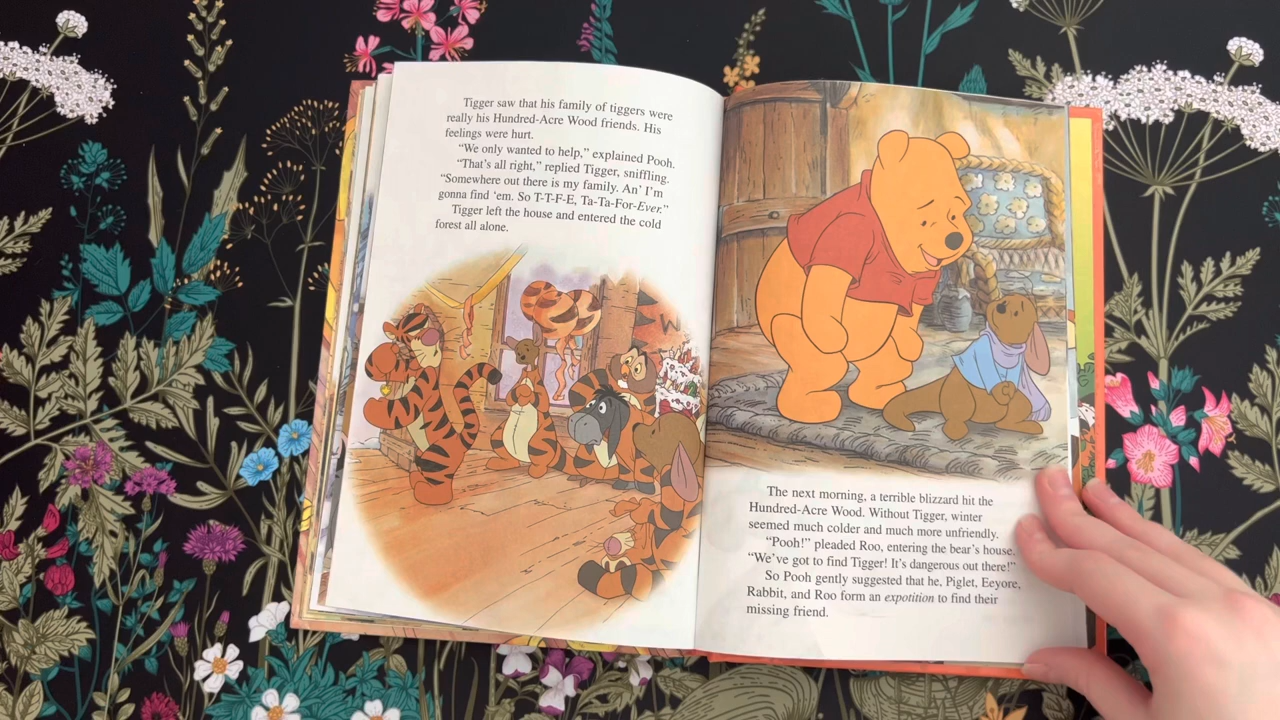 Tigger saw that his family of tiggers were
really his Hundred-Acre Wood friends. His
feelings were hurt.
“We only wanted to help,” explained Pooh.
“That’s all right,” replied Tigger, sniffling.
“Somewhere out there is my family. An’ I’m
gonna find ‘em. So T-T-F-E, Ta-Ta-For-Ever.”
Tigger left the house and entered the cold
forest all alone.
W
The next morning, a terrible blizzard hit the
Hundred-Acre Wood. Without Tigger, winter
seemed much colder and much more unfriendly.
“Pooh!” pleaded Roo, entering the bear’s house.
“We’ve got to find Tigger! It’s dangerous out there!”
So Pooh gently suggested that he, Piglet, Eeyore,
Rabbit, and Roo form an expotition to find their
missing friend.